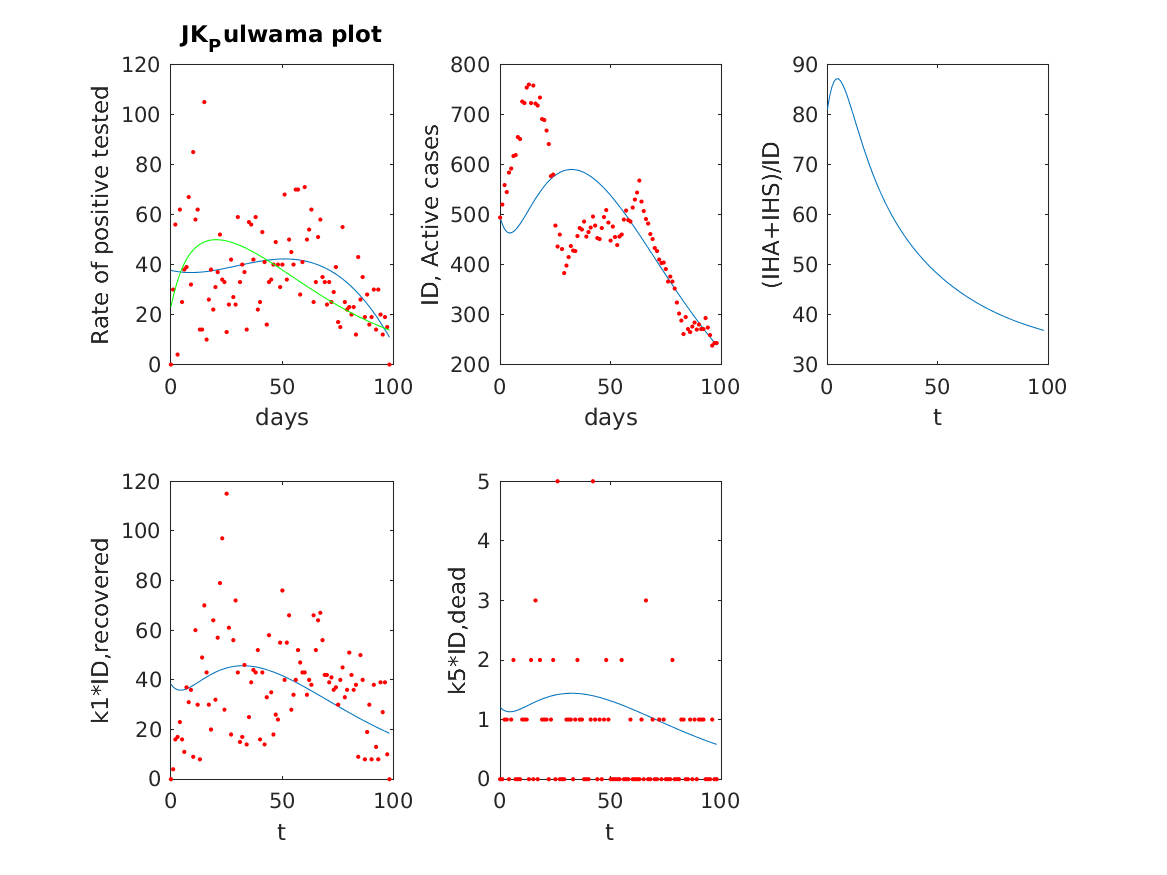 JKPulwama plot
Rate of positive tested
120
100
80
60
40
20
0
0 50 100
days
ID, Active cases
800
700
600
500
400
300
200
0 50 100
days
(IHA+IHS)/ID
90
80
70
60
50
40
30
0 50 100
t
k1*ID,recovered
120
100
80
60
40
20
0
0 50 100
t
k5*ID,dead
5
4
3
2
1
0
0 50 100
t